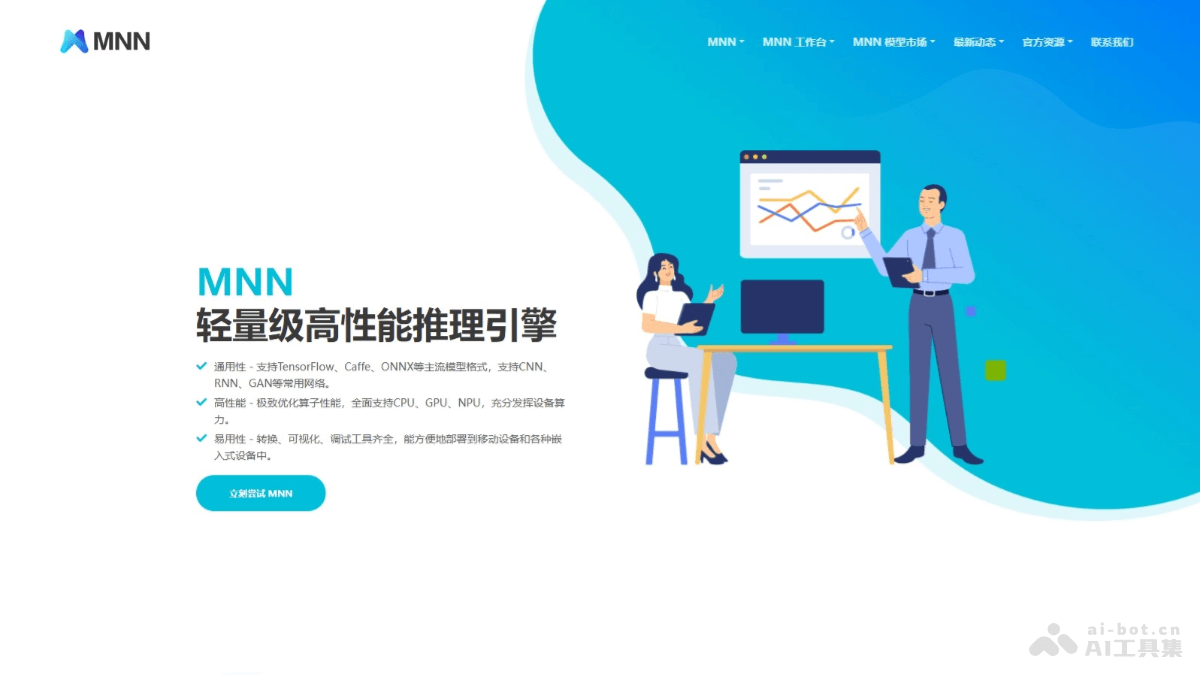 MNN
MNN MNN 工作台 MNN 模型市场 最新动态 官方资源 联系我们
MNN
轻量级高性能推理引擎
通用性 - 支持TensorFlow、Caffe、ONNX等主流模型格式，支持CNN、
RNN、GAN等常用网络。
高性能 - 极致优化算子性能，全面支持CPU、GPU、NPU，充分发挥设备算
力。
易用性 - 转换、可视化、调试工具齐全，能方便地部署到移动设备和各种嵌
入式设备中。
立刻尝试 MNN
ai-bot.cn
AI工具集